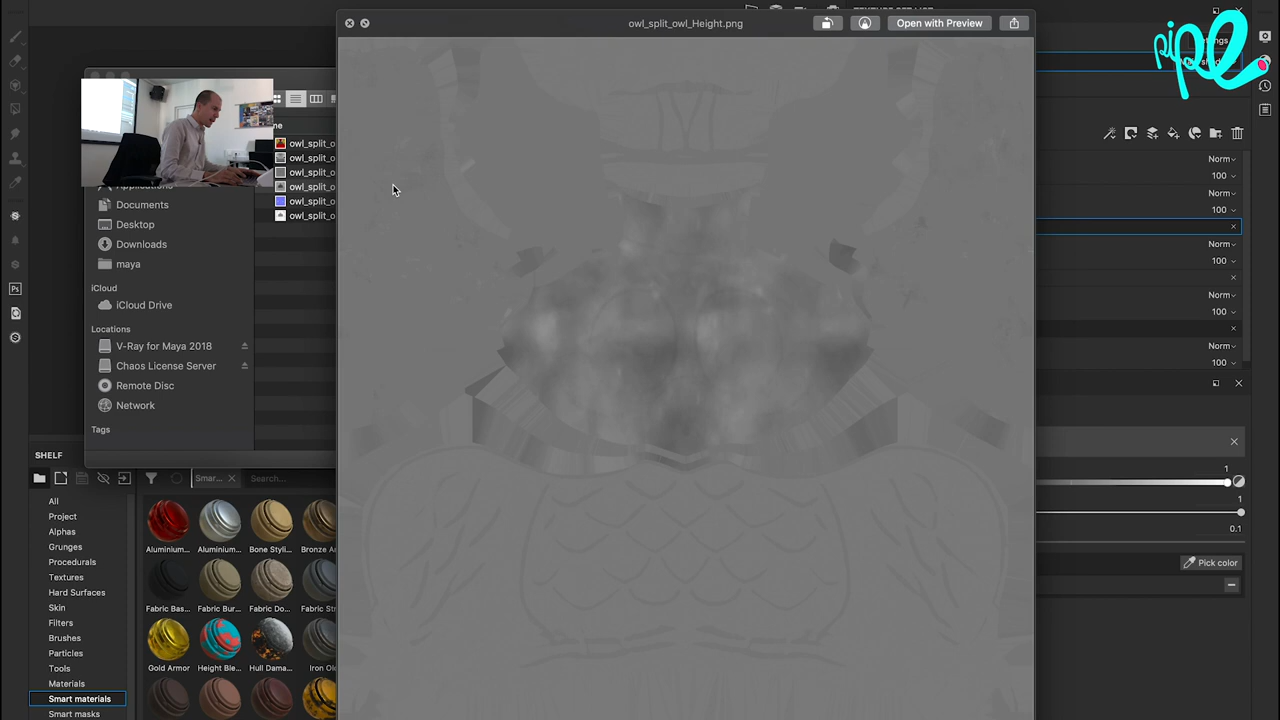 owl_split_owl_Height.png
Open with Preview
pipe
owl_split_o
owl_split_o
owl_split_o
owl_split_o
owl_split_o
owl_split_o
Documents
Desktop
Downloads
maya
iCloud
iCloud Drive
Locations
V-Ray for Maya 2018
Chaos License Server
Remote Disc
Network
Tags
SHELF
Smar...
Search...
All
Project
Alphas
Grunges
Procedurals
Textures
Hard Surfaces
Skin
Filters
Brushes
Particles
Tools
Materials
Smart materials
Smart masks
Aluminium...
Aluminium...
Bone Styli...
Bronze Ar
Fabric Bas...
Fabric Bur...
Fabric Do...
Fabric Str
Gold Armor
Height Ble...
Hull Dama...
Iron Ol
Norm
100
Norm
100
Norm
100
Norm
100
Norm
100
1
1
0.1
Pick color